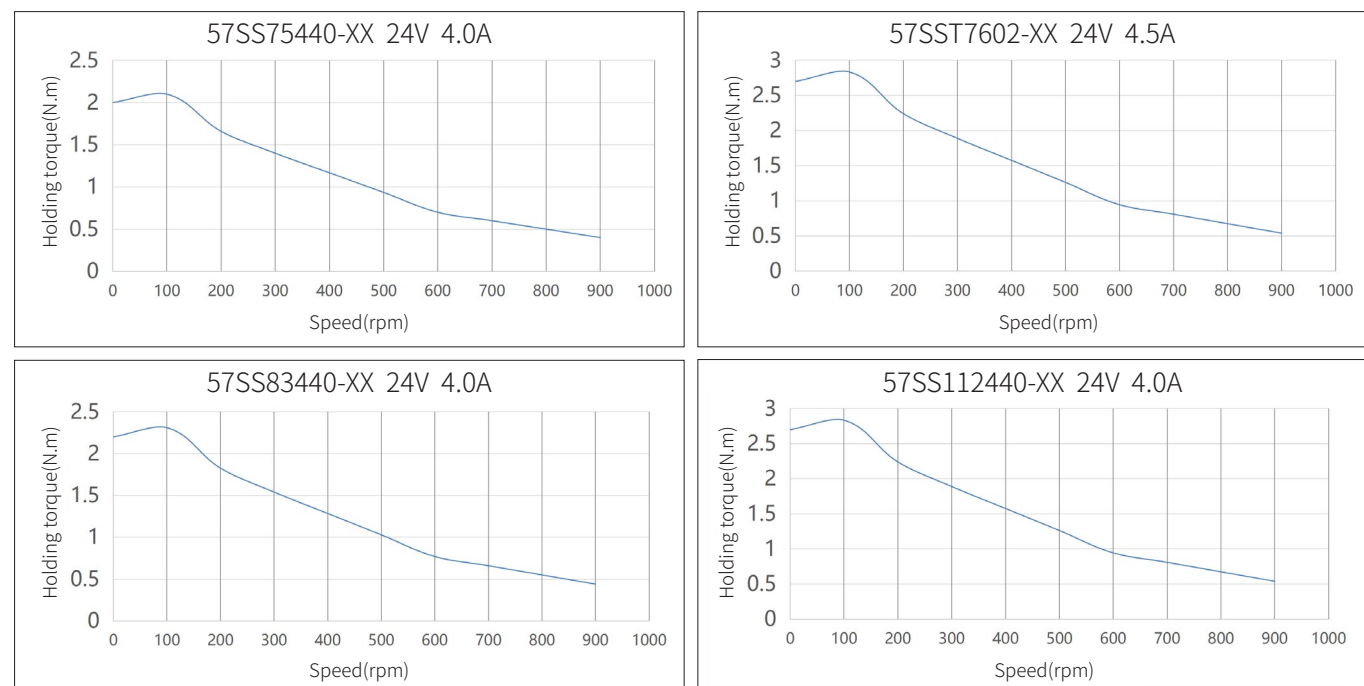 57SS75440-XX 24V 4.0A
Holding torque(N.m)
2.5
2
1.5
1
0.5
0
0 100 200 300 400 500 600 700 800 900 1000
Speed(rpm)
57SST7602-XX 24V 4.5A
Holding torque(N.m)
3
2.5
2
1.5
1
0.5
0
0 100 200 300 400 500 600 700 800 900 1000
Speed(rpm)
57SS83440-XX 24V 4.0A
Holding torque(N.m)
2.5
2
1.5
1
0.5
0
0 100 200 300 400 500 600 700 800 900 1000
Speed(rpm)
57SS112440-XX 24V 4.0A
Holding torque(N.m)
3
2.5
2
1.5
1
0.5
0
0 100 200 300 400 500 600 700 800 900 1000
Speed(rpm)